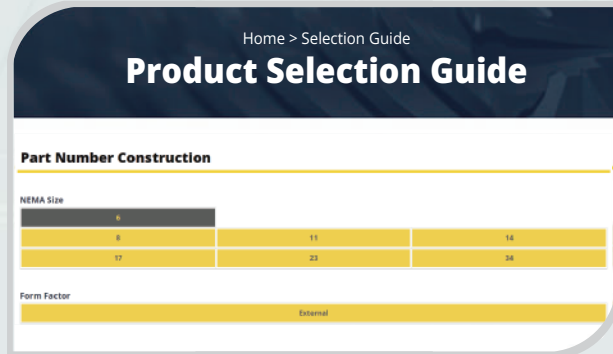 Home > Selection Guide
Product Selection Guide
Part Number Construction
NEMA Size
6
8 11 14
17 23 34
Form Factor
External